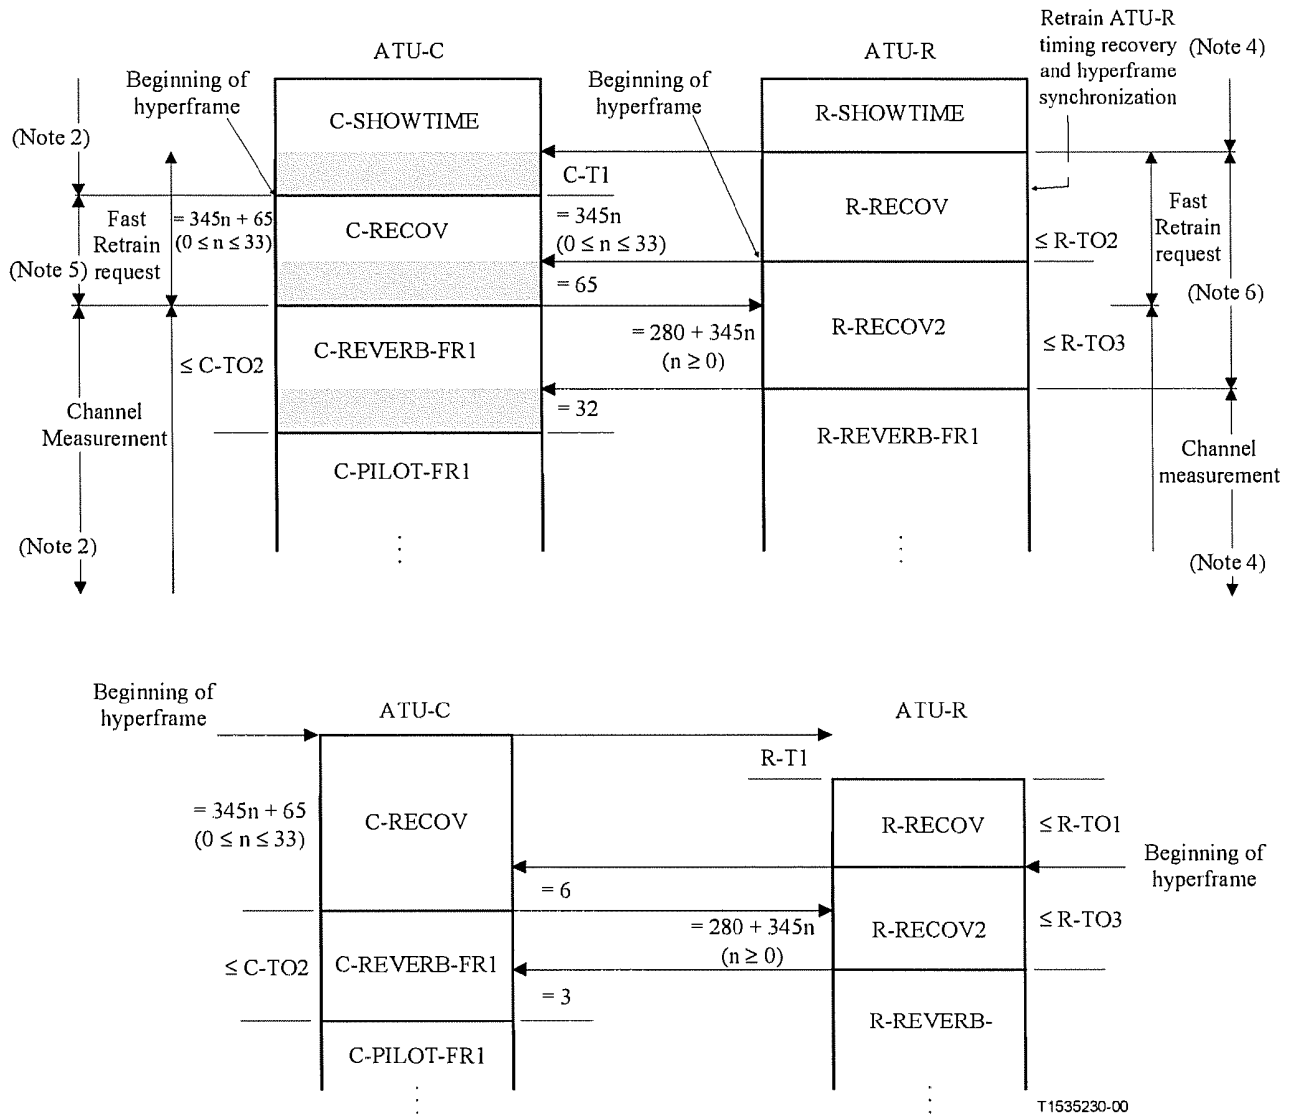 Retrain ATU-R
timing recovery
and hyperframe
synchronization
(Note 4)
ATU-C
ATU-R
Beginning of
hyperframe
Beginning of
hyperframe
C-SHOWTIME
R-SHOWTIME
(Note 2)
C-T1
Fast
Retrain
request
= 345n + 65
(0 ≤ n ≤ 33)
C-RECOV
= 345n
(0 ≤ n ≤ 33)
R-RECOV
≤ R-TO2
Fast
Retrain
request
(Note 5)
= 65
(Note 6)
≤ C-TO2
C-REVERB-FR1
= 280 + 345n
(n ≥ 0)
R-RECOV2
≤ R-TO3
Channel
Measurement
= 32
R-REVERB-FR1
Channel
measurement
C-PILOT-FR1
(Note 2)
(Note 4)
Beginning of
hyperframe
ATU-C
ATU-R
R-T1
= 345n + 65
(0 ≤ n ≤ 33)
C-RECOV
R-RECOV
≤ R-TO1
Beginning of
hyperframe
= 6
= 280 + 345n
(n ≥ 0)
R-RECOV2
≤ R-TO3
≤ C-TO2
C-REVERB-FR1
= 3
R-REVERB-
C-PILOT-FR1
T1535230-00